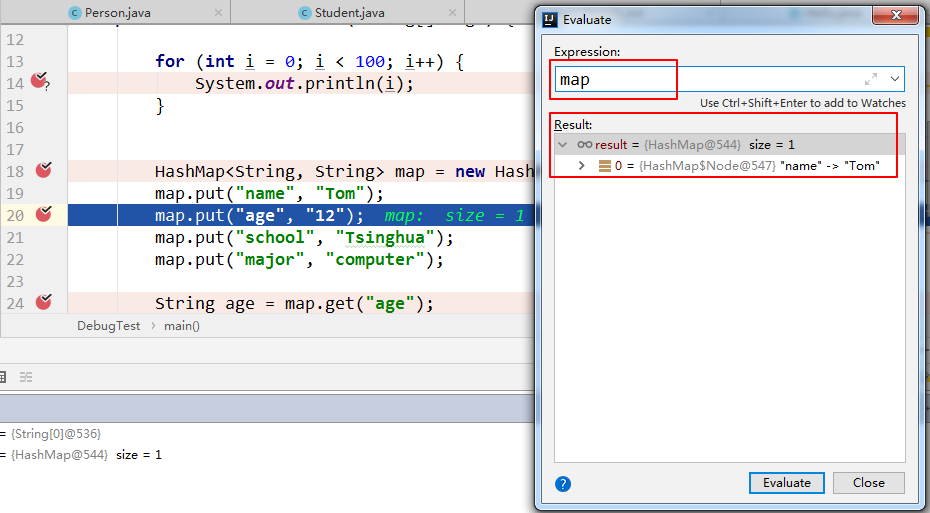 Person.java
Student.java
12
13 for (int i = 0; i < 100; i++) {
14 System.out.println(i);
15 }
16
17
18 HashMap<String, String> map = new Hash
19 map.put("name", "Tom");
20 map.put("age", "12"); map: size = 1
21 map.put("school", "Tsinghua");
22 map.put("major", "computer");
23
24 String age = map.get("age");
DebugTest › main()
= {String[0]@536}
= {HashMap@544} size = 1
Evaluate
Expression:
map
Use Ctrl+Shift+Enter to add to Watches
Result:
result = {HashMap@544} size = 1
0 = {HashMap$Node@547} "name" -> "Tom"
? Evaluate Close